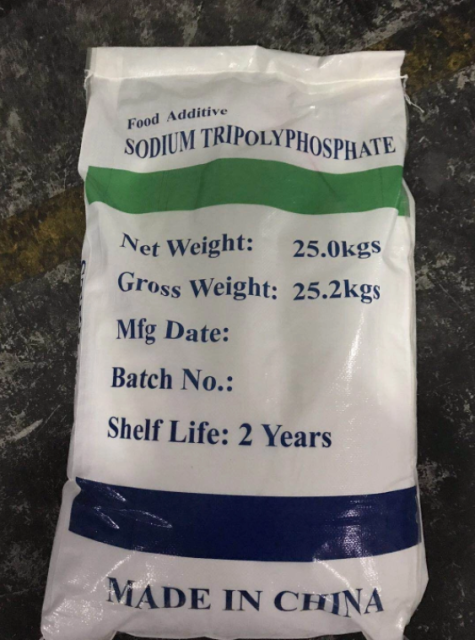 Food Additive
SODIUM TRIPOLYPHOSPHATE
Net Weight: 25.0kgs
Gross Weight: 25.2kgs
Mfg Date:
Batch No.:
Shelf Life: 2 Years
MADE IN CHINA